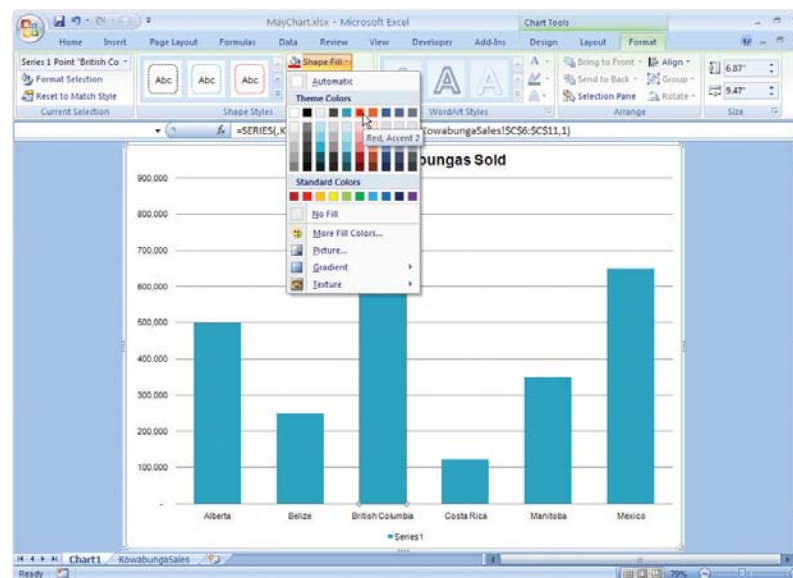 MayChart.xlsx - Microsoft Excel
Chart Tools
Home Insert Page Layout Formulas Data Review View Developer Add-Ins Design Layout Format
Series 1 Point "British Co
Format Selection
Reset to Match Style
Current Selection
Abc Abc Abc
Shape Styles
Shape Fill
WordArt Styles
Bring to Front
Send to Back
Selection Pane
Align
Group
Rotate
Arrange
6.87"
9.47"
Size
Automatic
Theme Colors
Red, Accent 2
Standard Colors
No Fill
More Fill Colors...
Picture...
Gradient
Texture
=SERIES(,K
KowabungaSales!$C$6:$C$11,1)
bungas Sold
900,000
800,000
700,000
600,000
500,000
400,000
300,000
200,000
100,000
-
Alberta Belize British Columbia Costa Rica Manitoba Mexico
Series1
Chart1 KowabungaSales
Ready
79%